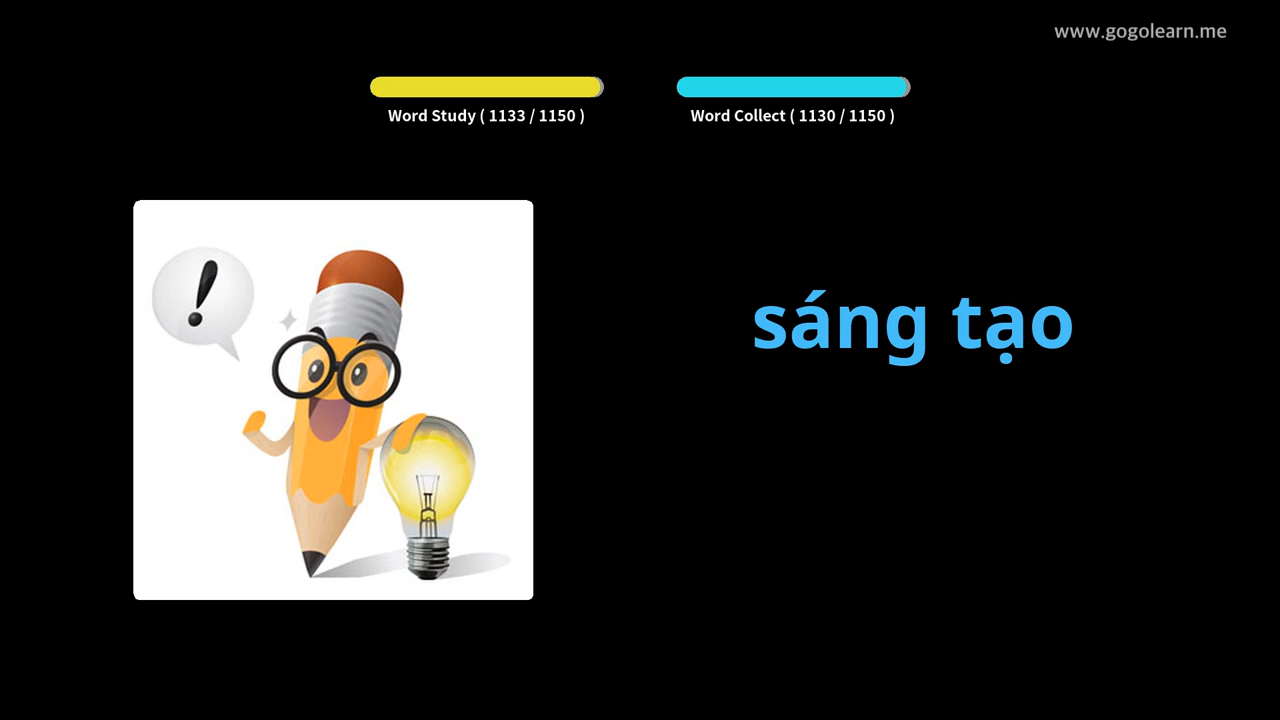 www.gogolearn.me
Word Study ( 1133 / 1150 )
Word Collect ( 1130 / 1150 )
!
sáng tạo